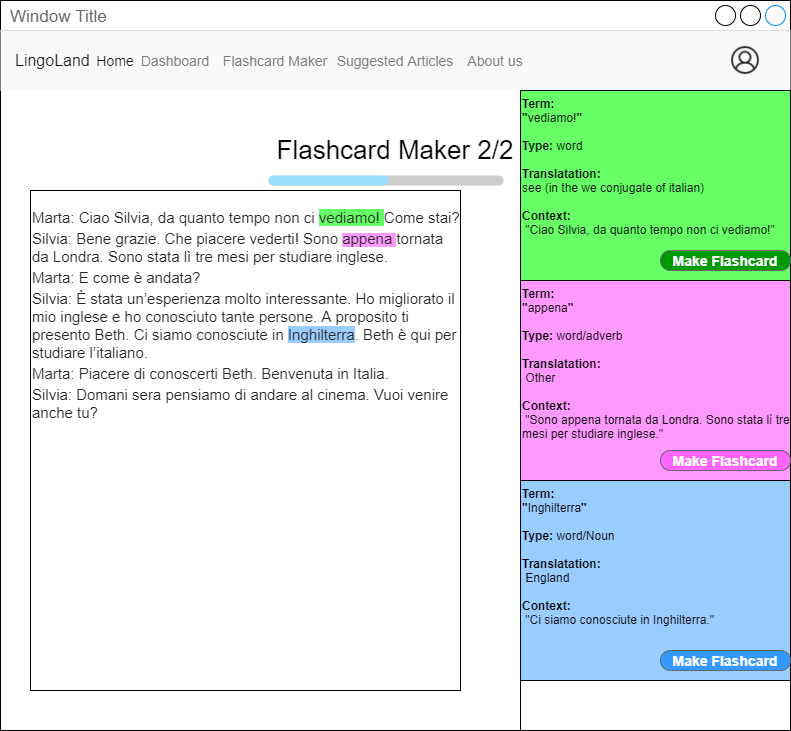 Window Title
LingoLand Home Dashboard Flashcard Maker Suggested Articles About us
Flashcard Maker 2/2
Marta: Ciao Silvia, da quanto tempo non ci vediamo! Come stai?
Silvia: Bene grazie. Che piacere vederti! Sono appena tornata
da Londra. Sono stata lì tre mesi per studiare inglese.
Marta: E come è andata?
Silvia: È stata un’esperienza molto interessante. Ho migliorato il
mio inglese e ho conosciuto tante persone. A proposito ti
presento Beth. Ci siamo conosciute in Inghilterra. Beth è qui per
studiare l’italiano.
Marta: Piacere di conoscerti Beth. Benvenuta in Italia.
Silvia: Domani sera pensiamo di andare al cinema. Vuoi venire
anche tu?
Term:
"vediamo!"
Type: word
Translatation:
see (in the we conjugate of italian)
Context:
"Ciao Silvia, da quanto tempo non ci vediamo!"
Make Flashcard
Term:
"appena"
Type: word/adverb
Translatation:
Other
Context:
"Sono appena tornata da Londra. Sono stata lì tre
mesi per studiare inglese."
Make Flashcard
Term:
"Inghilterra"
Type: word/Noun
Translatation:
England
Context:
"Ci siamo conosciute in Inghilterra."
Make Flashcard